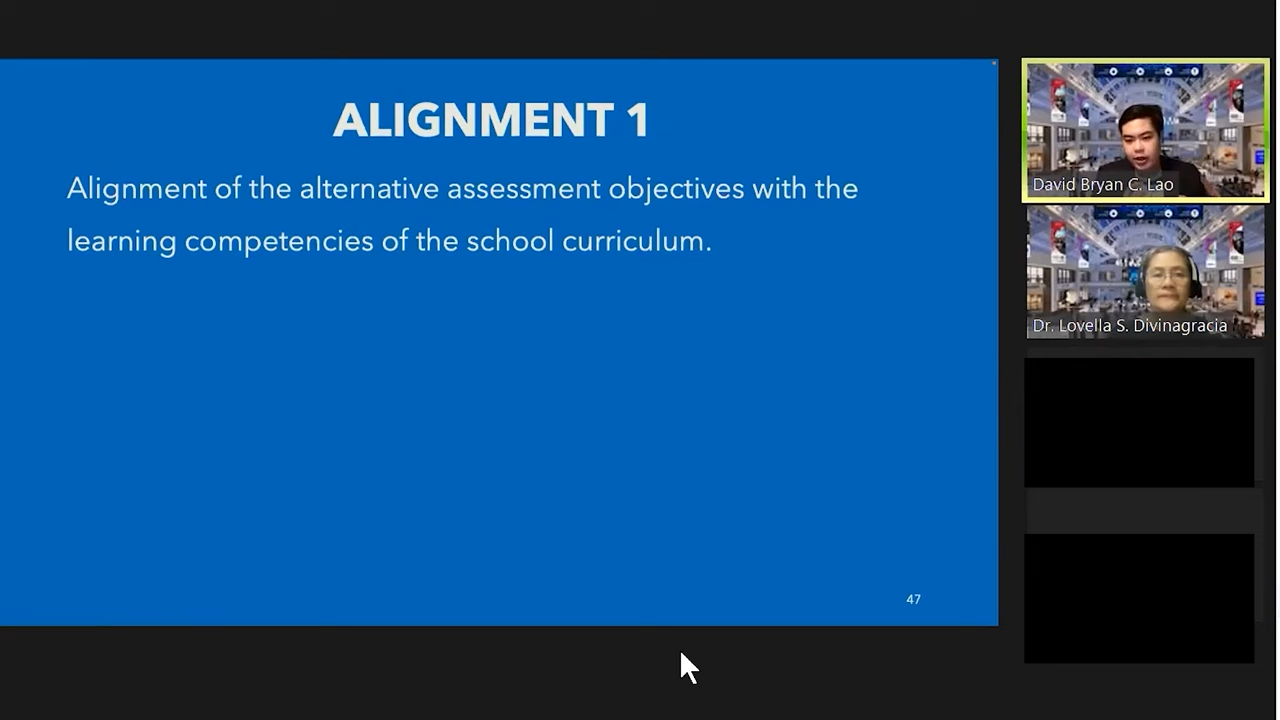 ALIGNMENT 1
Alignment of the alternative assessment objectives with the
learning competencies of the school curriculum.
47
David Bryan C. Lao
Dr. Lovella S. Divinagracia